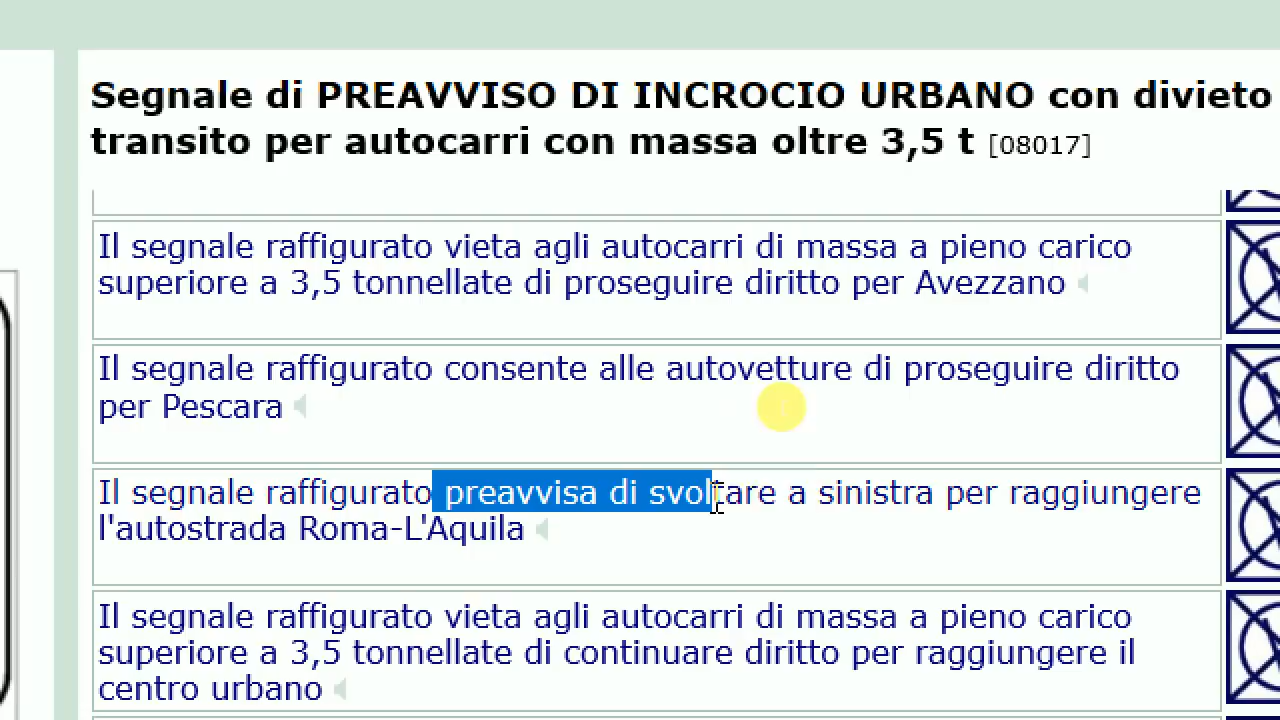 Segnale di PREAVVISO DI INCROCIO URBANO con divieto
transito per autocarri con massa oltre 3,5 t [08017]
Il segnale raffigurato vieta agli autocarri di massa a pieno carico
superiore a 3,5 tonnellate di proseguire diritto per Avezzano
Il segnale raffigurato consente alle autovetture di proseguire diritto
per Pescara
Il segnale raffigurato preavvisa di svoltare a sinistra per raggiungere
l'autostrada Roma-L'Aquila
Il segnale raffigurato vieta agli autocarri di massa a pieno carico
superiore a 3,5 tonnellate di continuare diritto per raggiungere il
centro urbano